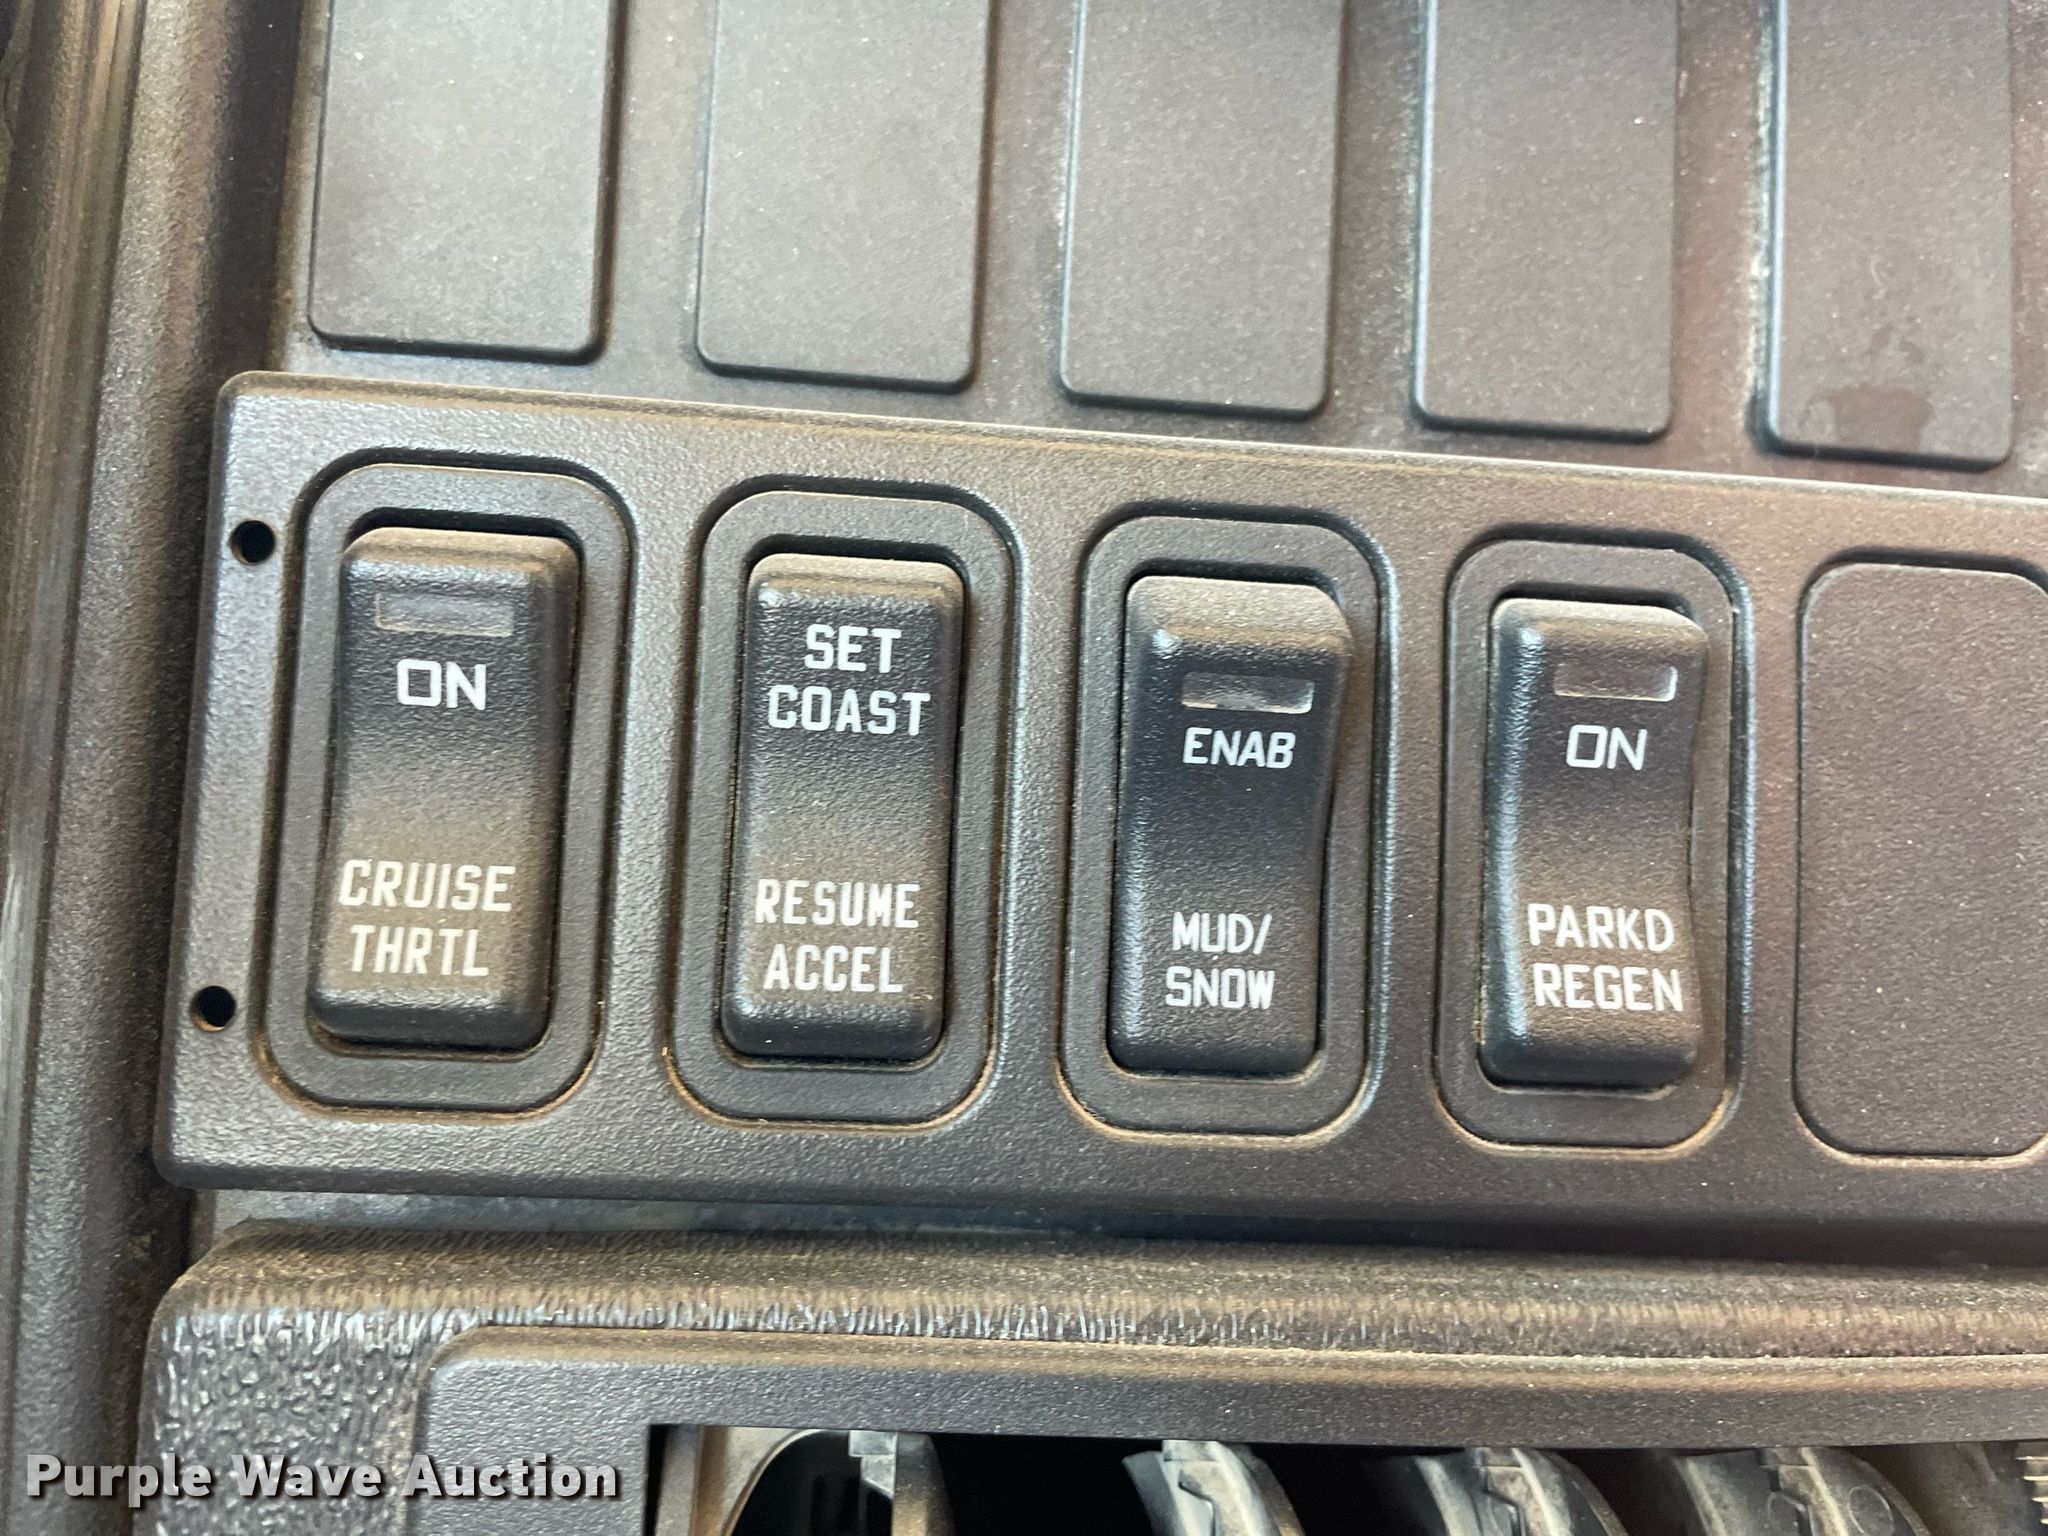 ON
CRUISE
THRTL
SET
COAST
RESUME
ACCEL
ENAB
MUD/
SNOW
ON
PARKD
REGEN
Purple Wave Auction